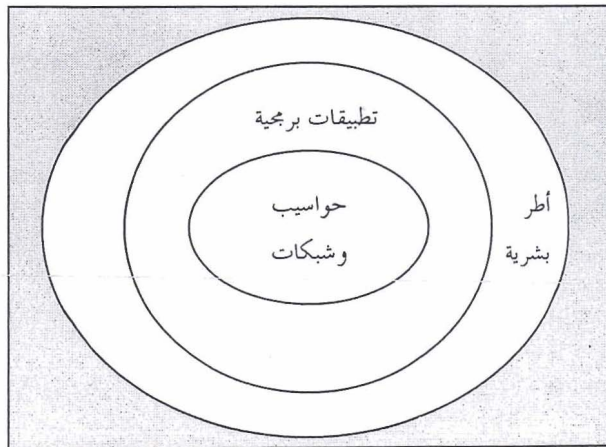 تطبيقات برمجية
حواسيب
وشبكات
أطر
بشرية